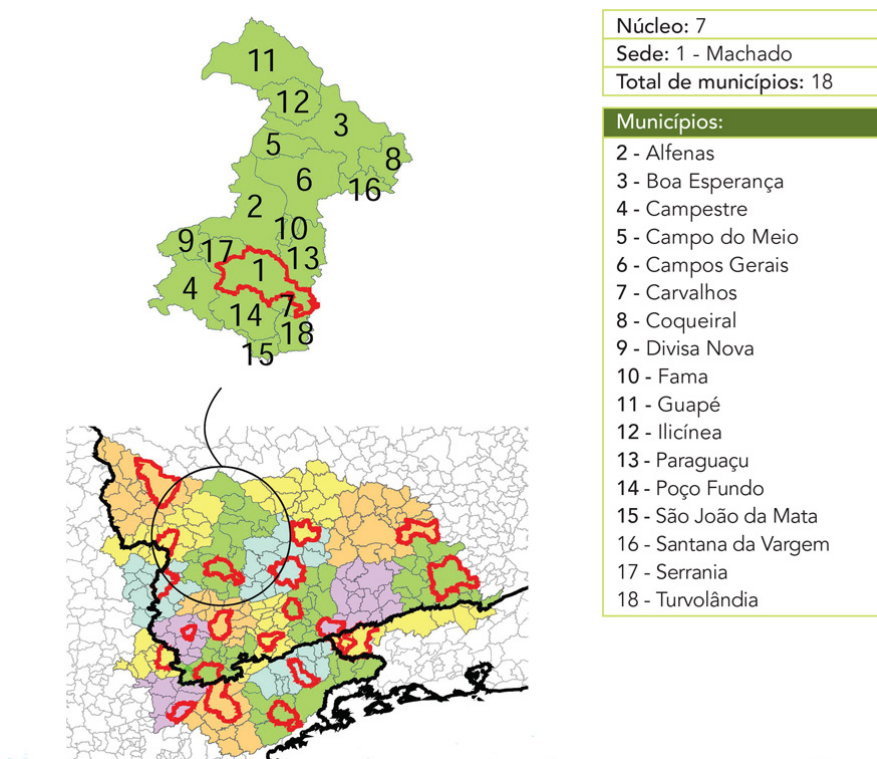 11
12
3
5
8
6
16
2
10
9
17
13
1
4
7
14
18
15
Núcleo: 7
Sede: 1 - Machado
Total de municípios: 18
Municípios:
2 - Alfenas
3 - Boa Esperança
4 - Campestre
5 - Campo do Meio
6 - Campos Gerais
7 - Carvalhos
8 - Coqueiral
9 - Divisa Nova
10 - Fama
11 - Guapé
12 - Ilicínea
13 - Paraguaçu
14 - Poço Fundo
15 - São João da Mata
16 - Santana da Vargem
17 - Serrania
18 - Turvolândia